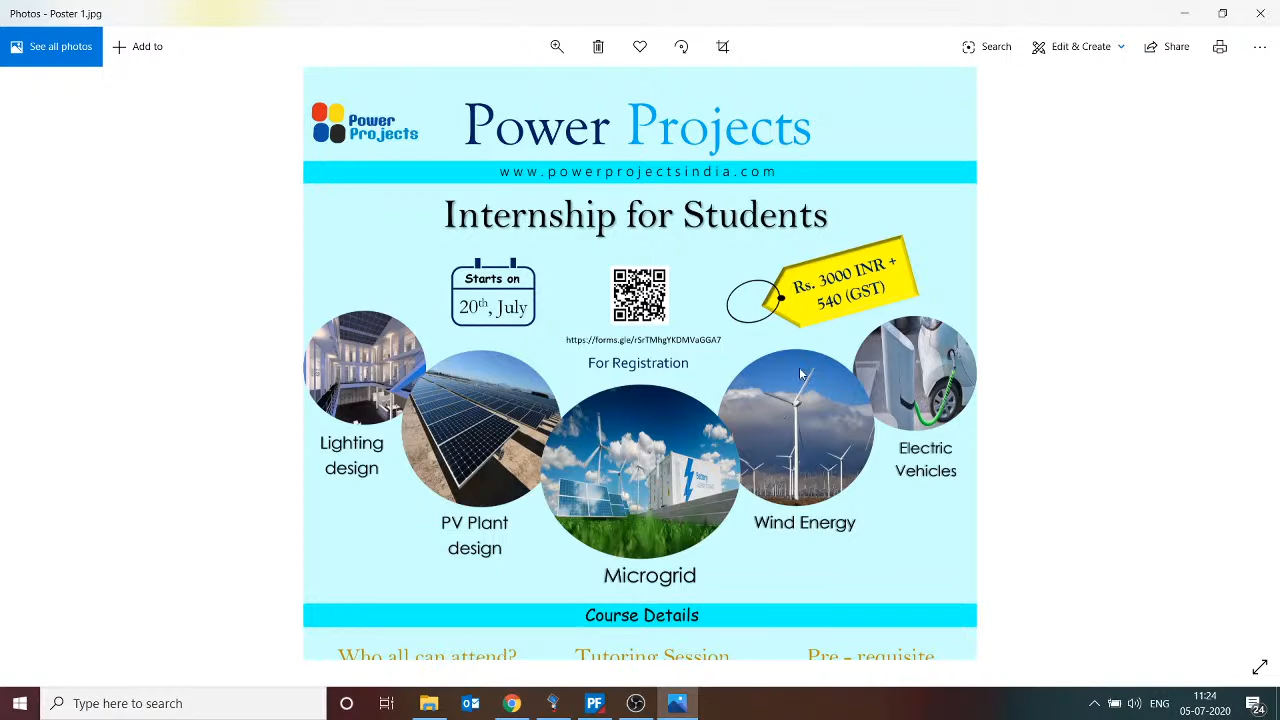 Photos - Poster 1.jpg
See all photos
Add to
Search
Edit & Create
Share
Power
Projects
Power Projects
www.powerprojectsindia.com
Internship for Students
Starts on
20th, July
Rs. 3000 INR +
540 (GST)
https://forms.gle/rSrTMhgYKDMVaGGA7
For Registration
Lighting
design
PV Plant
design
Microgrid
Wind Energy
Electric
Vehicles
Course Details
Who all can attend?
Tutoring Session
Pre - requisite
Type here to search
PF
ENG
11:24
05-07-2020
24